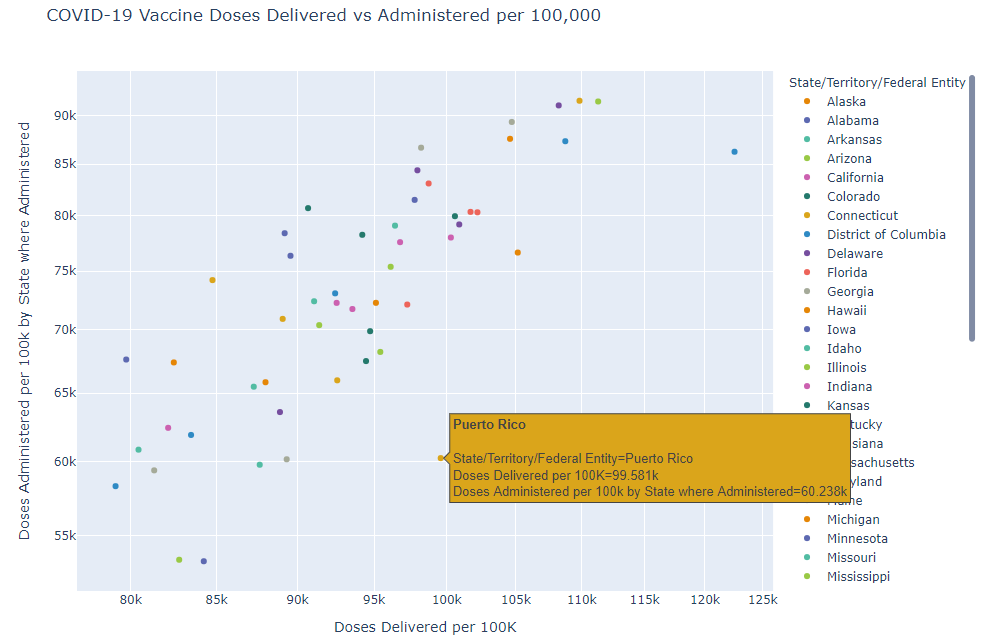 COVID-19 Vaccine Doses Delivered vs Administered per 100,000
Doses Administered per 100k by State where Administered
90k
85k
80k
75k
70k
65k
60k
55k
80k
85k
90k
95k
100k
105k
110k
115k
120k
125k
Doses Delivered per 100K
State/Territory/Federal Entity
Alaska
Alabama
Arkansas
Arizona
California
Colorado
Connecticut
District of Columbia
Delaware
Florida
Georgia
Hawaii
Iowa
Idaho
Illinois
Indiana
Kansas
Michigan
Minnesota
Missouri
Mississippi
Puerto Rico
State/Territory/Federal Entity=Puerto Rico
Doses Delivered per 100K=99.581k
Doses Administered per 100k by State where Administered=60.238k